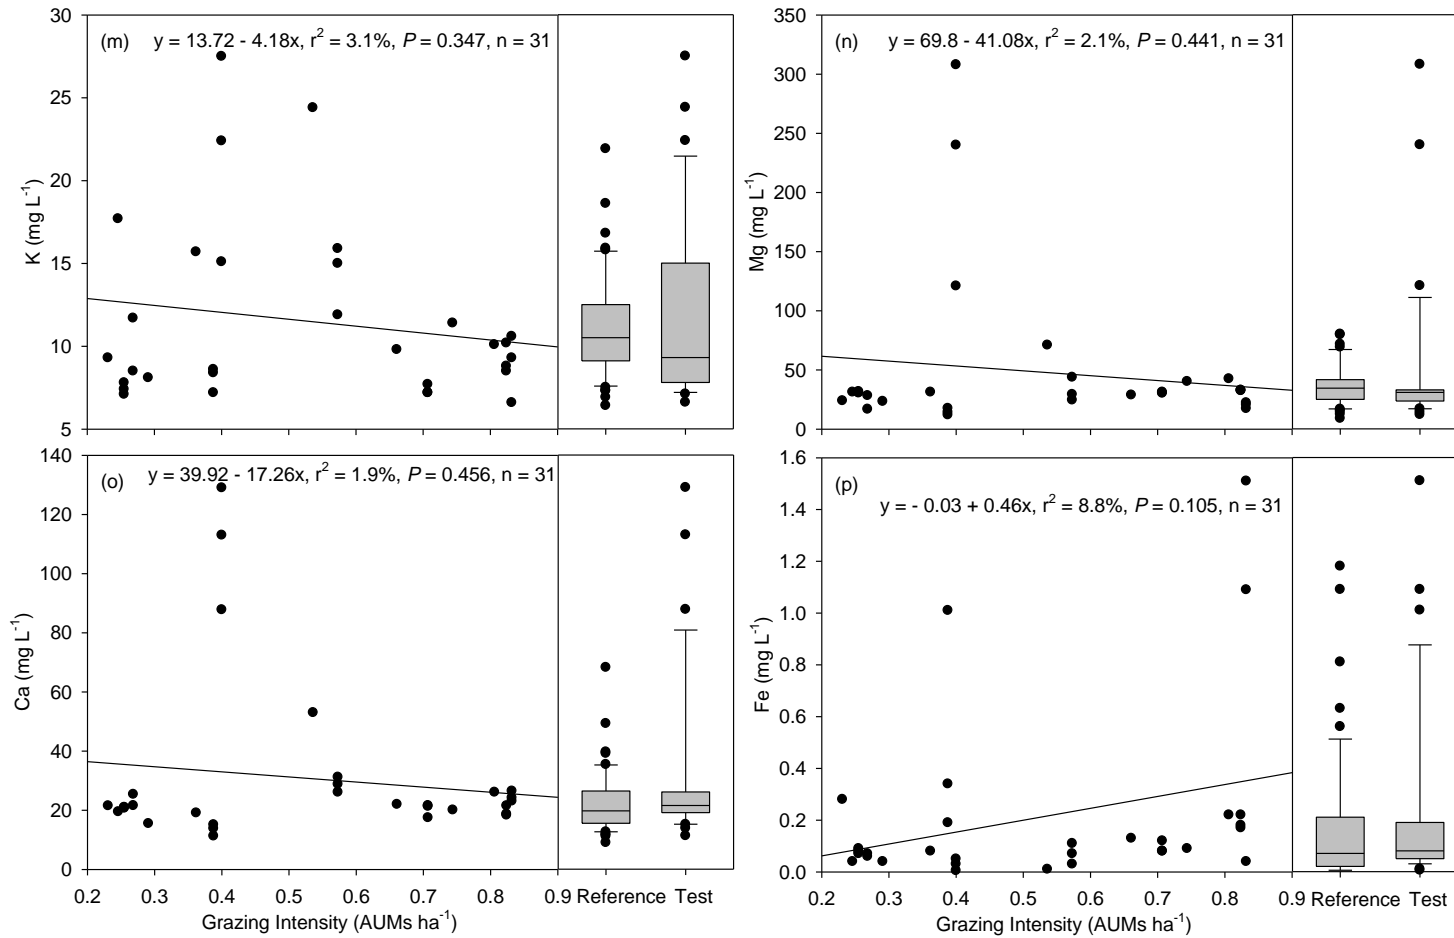 (m) y = 13.72 - 4.18x, r² = 3.1%, P = 0.347, n = 31
30
25
20
15
10
5
K (mg L⁻¹)
(n) y = 69.8 - 41.08x, r² = 2.1%, P = 0.441, n = 31
350
300
250
200
150
100
50
0
Mg (mg L⁻¹)
(o) y = 39.92 - 17.26x, r² = 1.9%, P = 0.456, n = 31
140
120
100
80
60
40
20
0
Ca (mg L⁻¹)
0.2 0.3 0.4 0.5 0.6 0.7 0.8 0.9 Reference Test
Grazing Intensity (AUMs ha⁻¹)
(p)
y = - 0.03 + 0.46x, r² = 8.8%, P = 0.105, n = 31
1.6
1.4
1.2
1.0
0.8
0.6
0.4
0.2
0.0
Fe (mg L⁻¹)
0.2 0.3 0.4 0.5 0.6 0.7 0.8 0.9 Reference Test
Grazing Intensity (AUMs ha⁻¹)